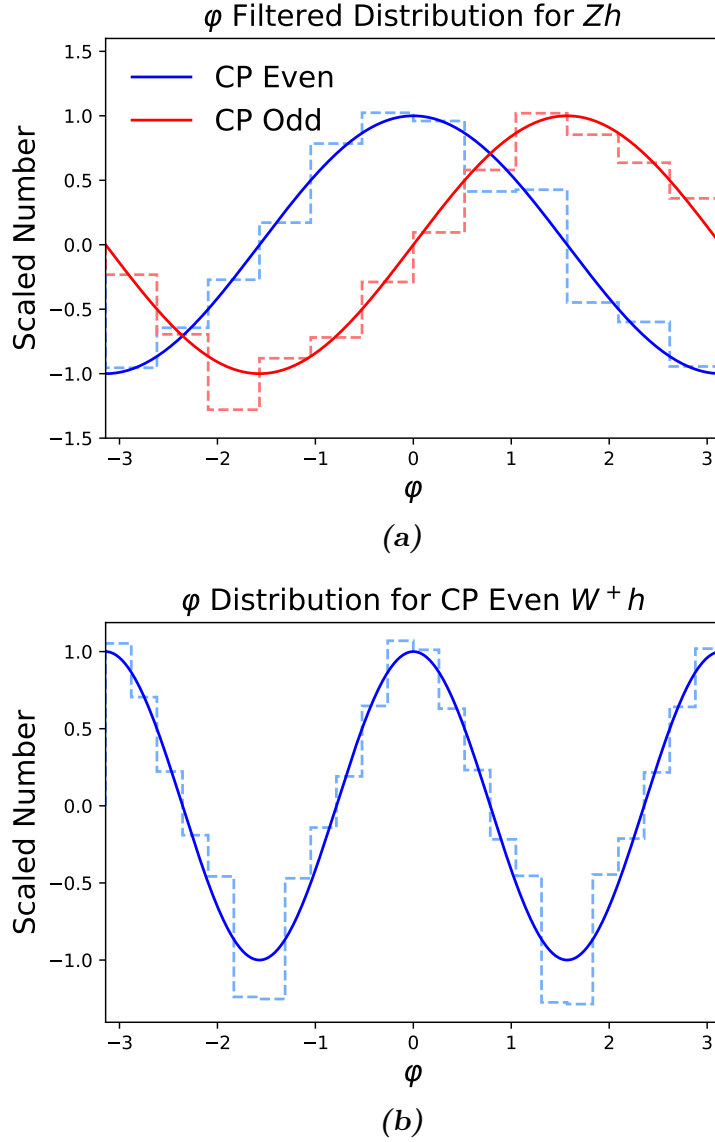 φ Filtered Distribution for Zh
1.5
1.0
0.5
0.0
−0.5
−1.0
−1.5
Scaled Number
CP Even
CP Odd
−3 −2 −1 0 1 2 3
φ
(a)
φ Distribution for CP Even W⁺h
1.0
0.5
0.0
−0.5
−1.0
Scaled Number
−3 −2 −1 0 1 2 3
φ
(b)